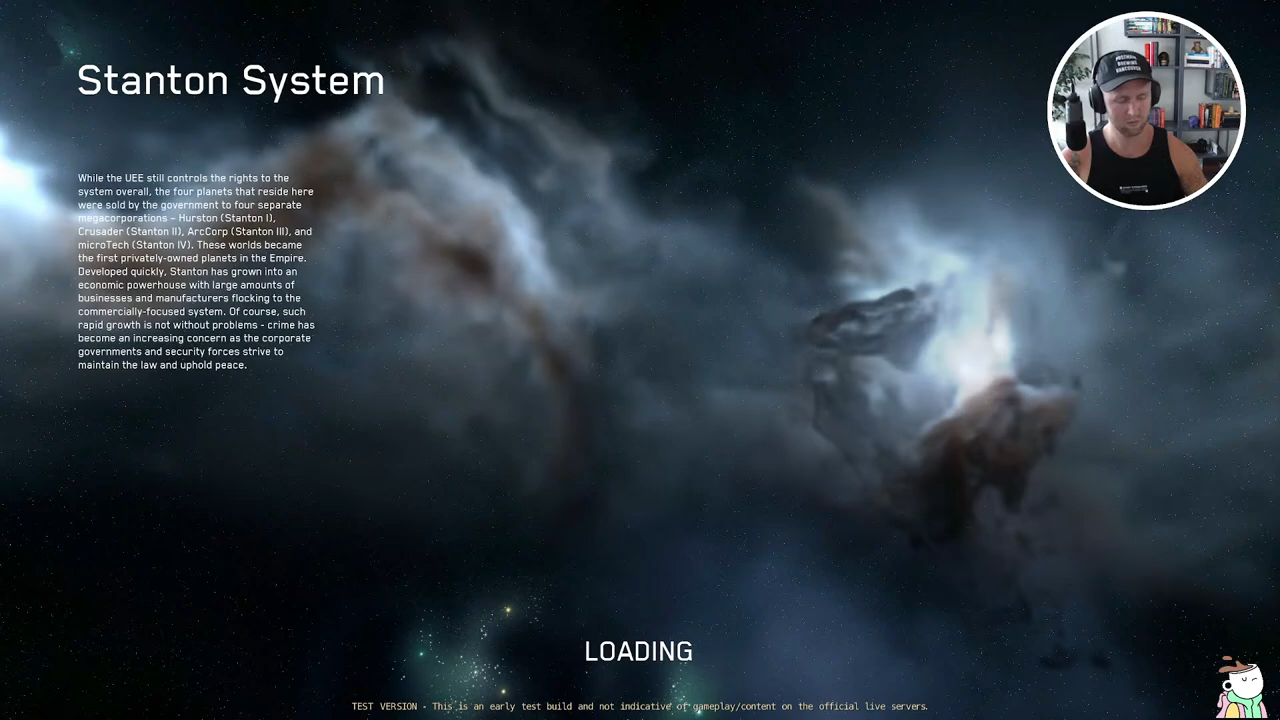 Stanton System
While the UEE still controls the rights to the
system overall, the four planets that reside here
were sold by the government to four separate
megacorporations – Hurston (Stanton I),
Crusader (Stanton II), ArcCorp (Stanton III), and
microTech (Stanton IV). These worlds became
the first privately-owned planets in the Empire.
Developed quickly, Stanton has grown into an
economic powerhouse with large amounts of
businesses and manufacturers flocking to the
commercially-focused system. Of course, such
rapid growth is not without problems - crime has
become an increasing concern as the corporate
governments and security forces strive to
maintain the law and uphold peace.
LOADING
TEST VERSION - This is an early test build and not indicative of gameplay/content on the official live servers.